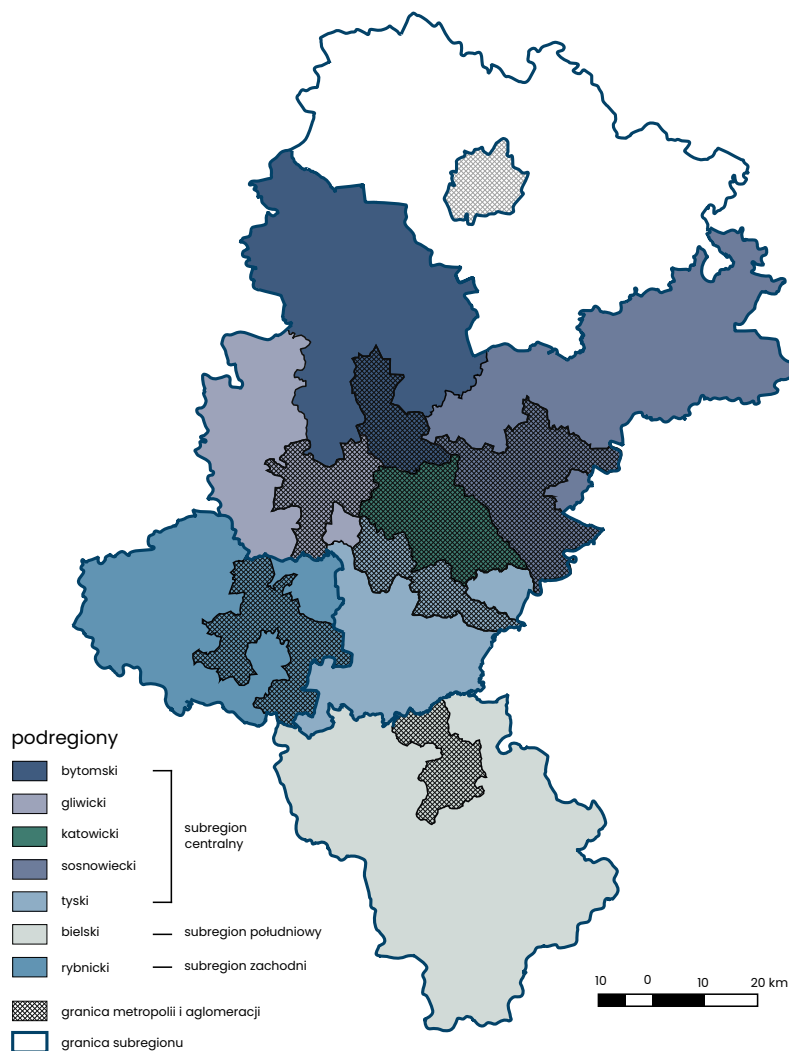 podregiony
bytomski
gliwicki
katowicki
sosnowiecki
tyski
subregion
centralny
bielski
subregion południowy
rybnicki
subregion zachodni
granica metropolii i aglomeracji
granica subregionu
10 0 10 20 km